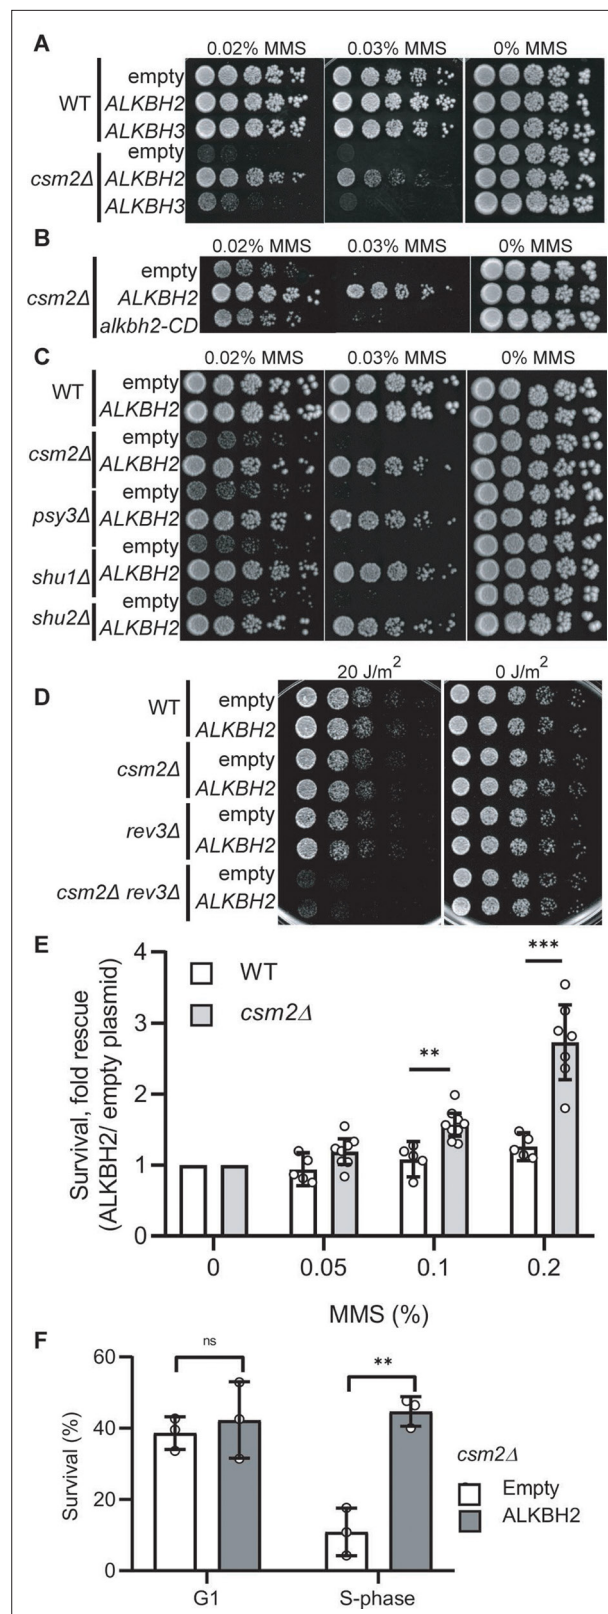 A
0.02% MMS 0.03% MMS 0% MMS
WT
empty
ALKBH2
ALKBH3
csm2Δ
empty
ALKBH2
ALKBH3
B
0.02% MMS 0.03% MMS 0% MMS
csm2Δ
empty
ALKBH2
alkbh2-CD
C
0.02% MMS 0.03% MMS 0% MMS
WT
empty
ALKBH2
csm2Δ
empty
ALKBH2
psy3Δ
empty
ALKBH2
shu1Δ
empty
ALKBH2
shu2Δ
empty
ALKBH2
D
20 J/m² 0 J/m²
WT
empty
ALKBH2
csm2Δ
empty
ALKBH2
rev3Δ
empty
ALKBH2
csm2Δ rev3Δ
empty
ALKBH2
E
Survival, fold rescue
(ALKBH2/ empty plasmid)
4
3
2
1
0
WT
csm2Δ
**
***
0 0.05 0.1 0.2
MMS (%)
F
Survival (%)
60
40
20
0
ns
**
G1 S-phase
csm2Δ
Empty
ALKBH2